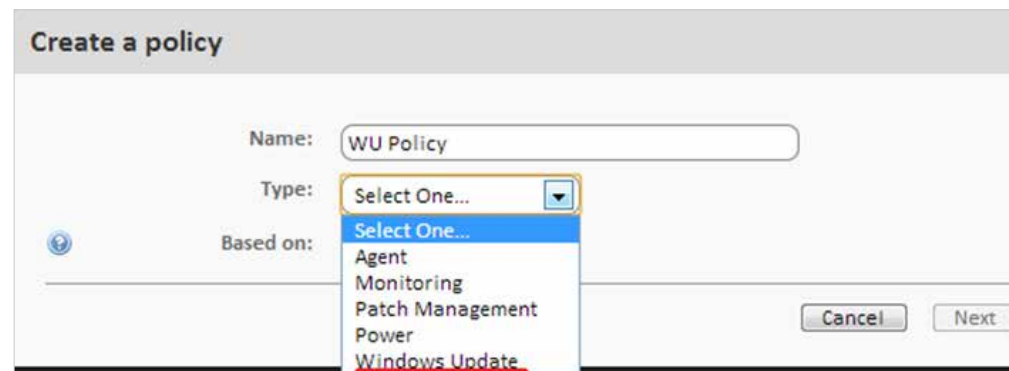 Create a policy
Name: WU Policy
Type: Select One...
Select One...
Based on:
Agent
Monitoring
Patch Management
Power
Windows Update
Cancel Next